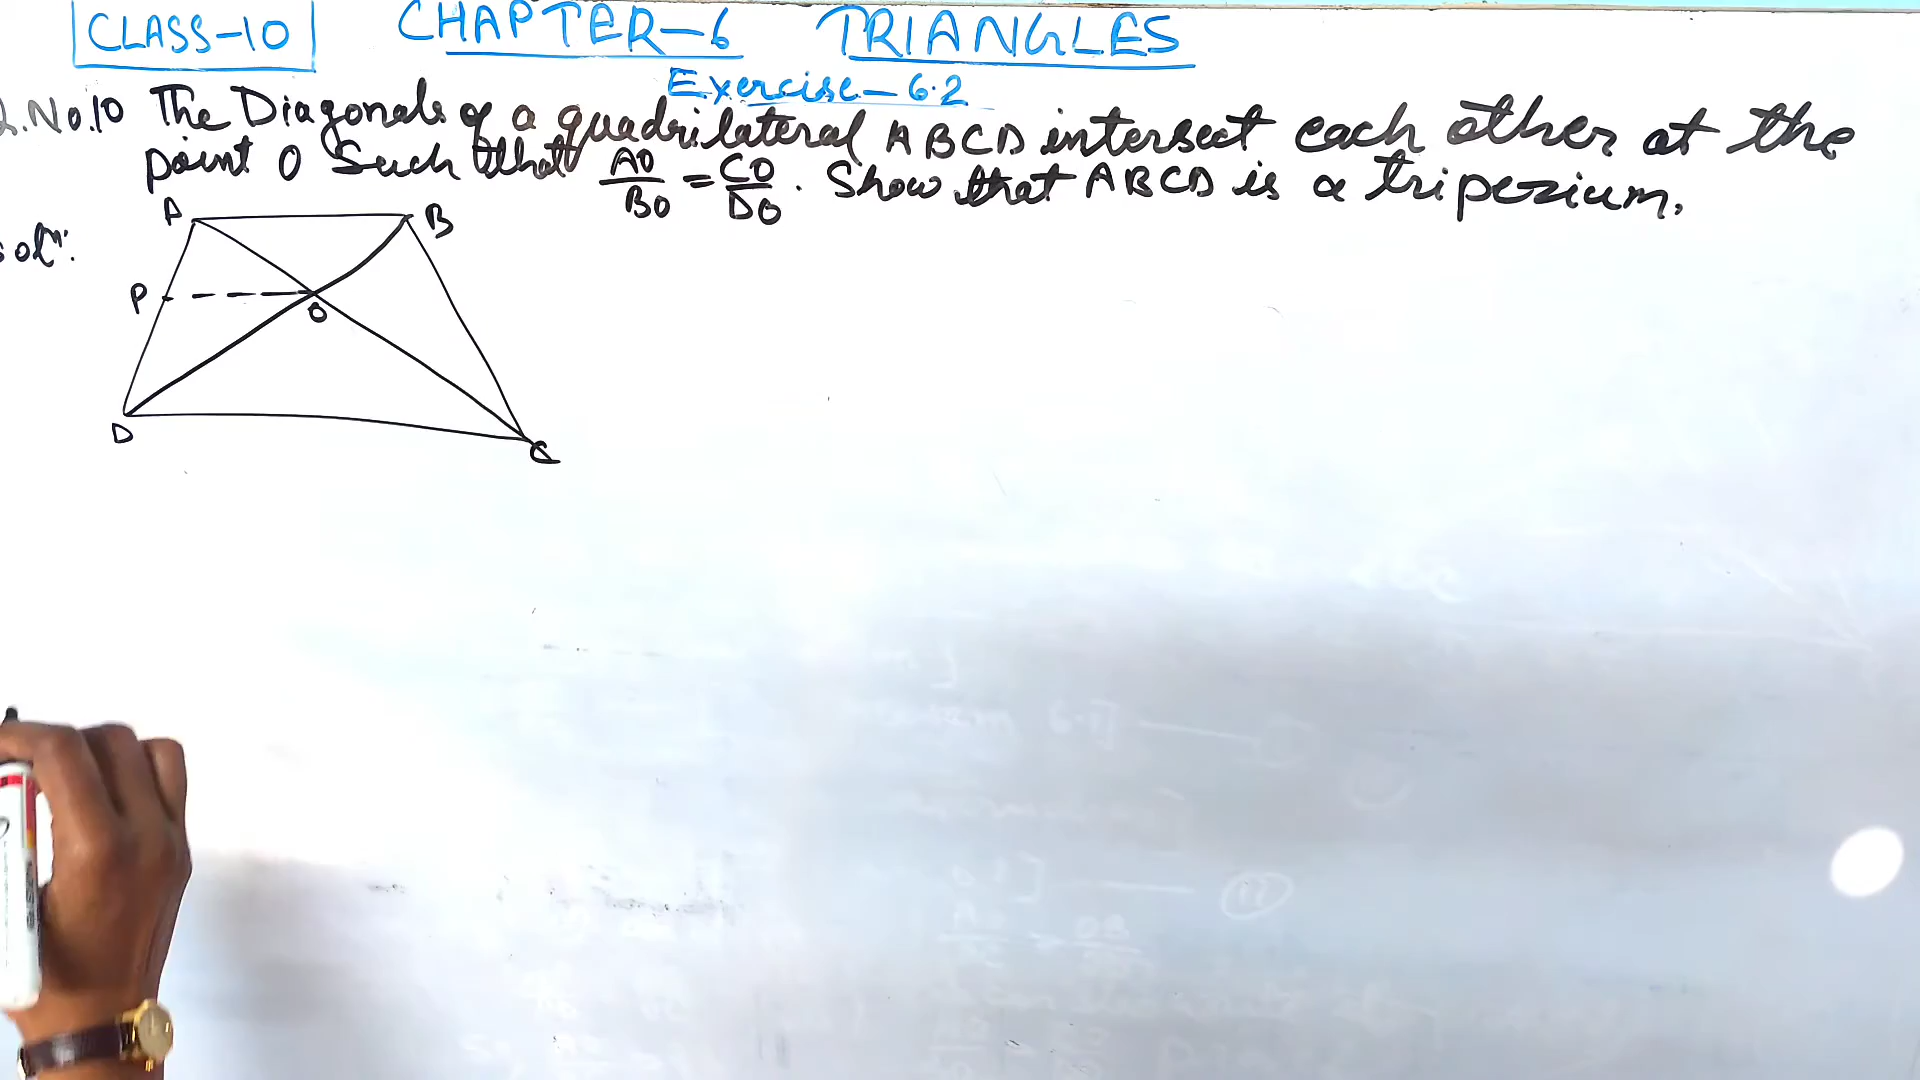 CLASS-10 CHAPTER-6 TRIANGLES
Exercise-6.2
Q.No.10 The Diagonals of a quadrilateral ABCD intersect each other at the
point O Such that AO/BO = CO/DO. Show that ABCD is a tripezium.
Soln:
A B
P O
D C